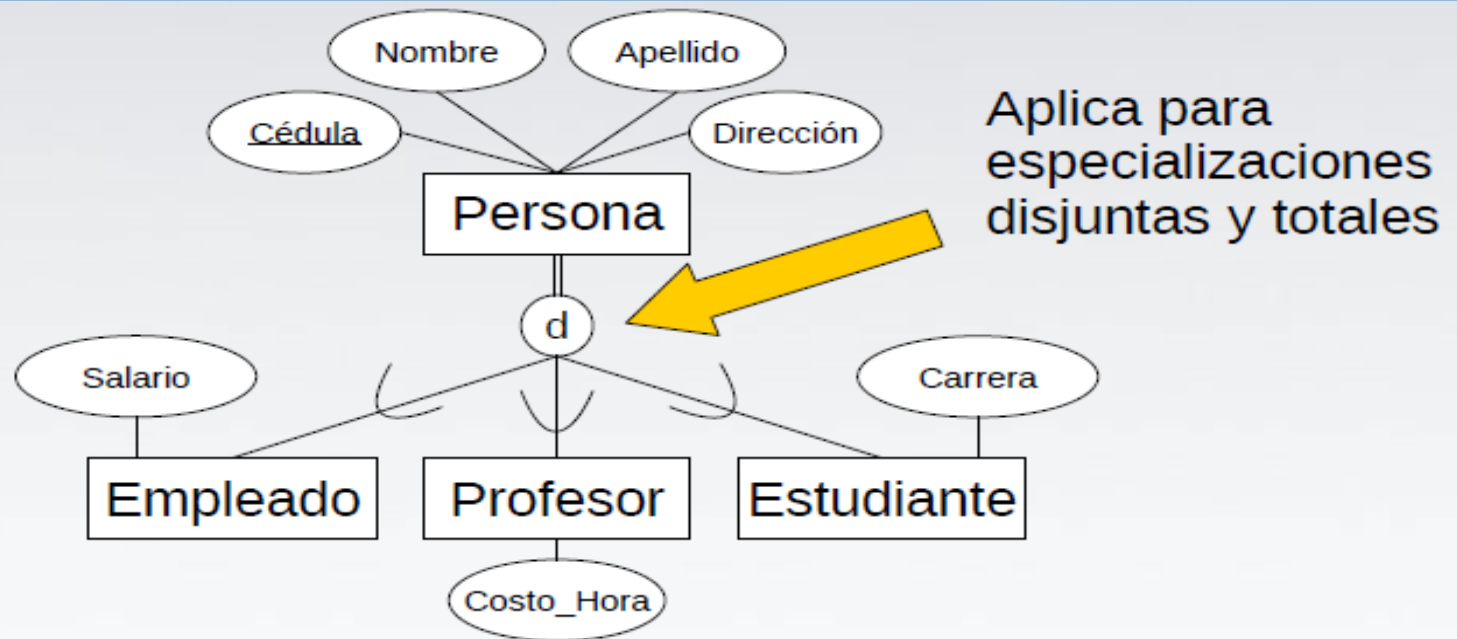 Nombre
Apellido
Cédula
Dirección
Aplica para
especializaciones
disjuntas y totales
Persona
d
Salario
Carrera
Empleado
Profesor
Estudiante
Costo_Hora